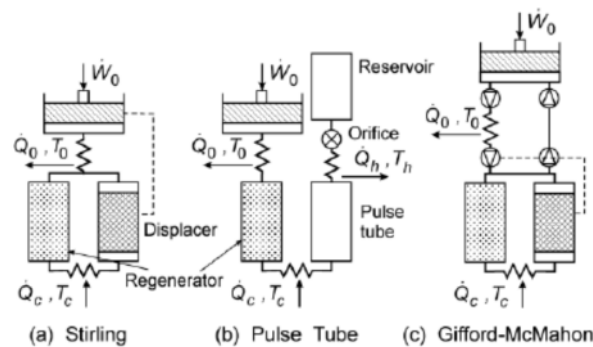 Ẇ₀
Q̇₀ , T₀
Displacer
Regenerator
Q̇c , Tc
(a) Stirling
Ẇ₀
Reservoir
Orifice
Q̇₀ , T₀
Q̇h , Th
Pulse
tube
Q̇c , Tc
(b) Pulse Tube
Ẇ₀
Q̇₀ , T₀
Q̇c , Tc
(c) Gifford-McMahon